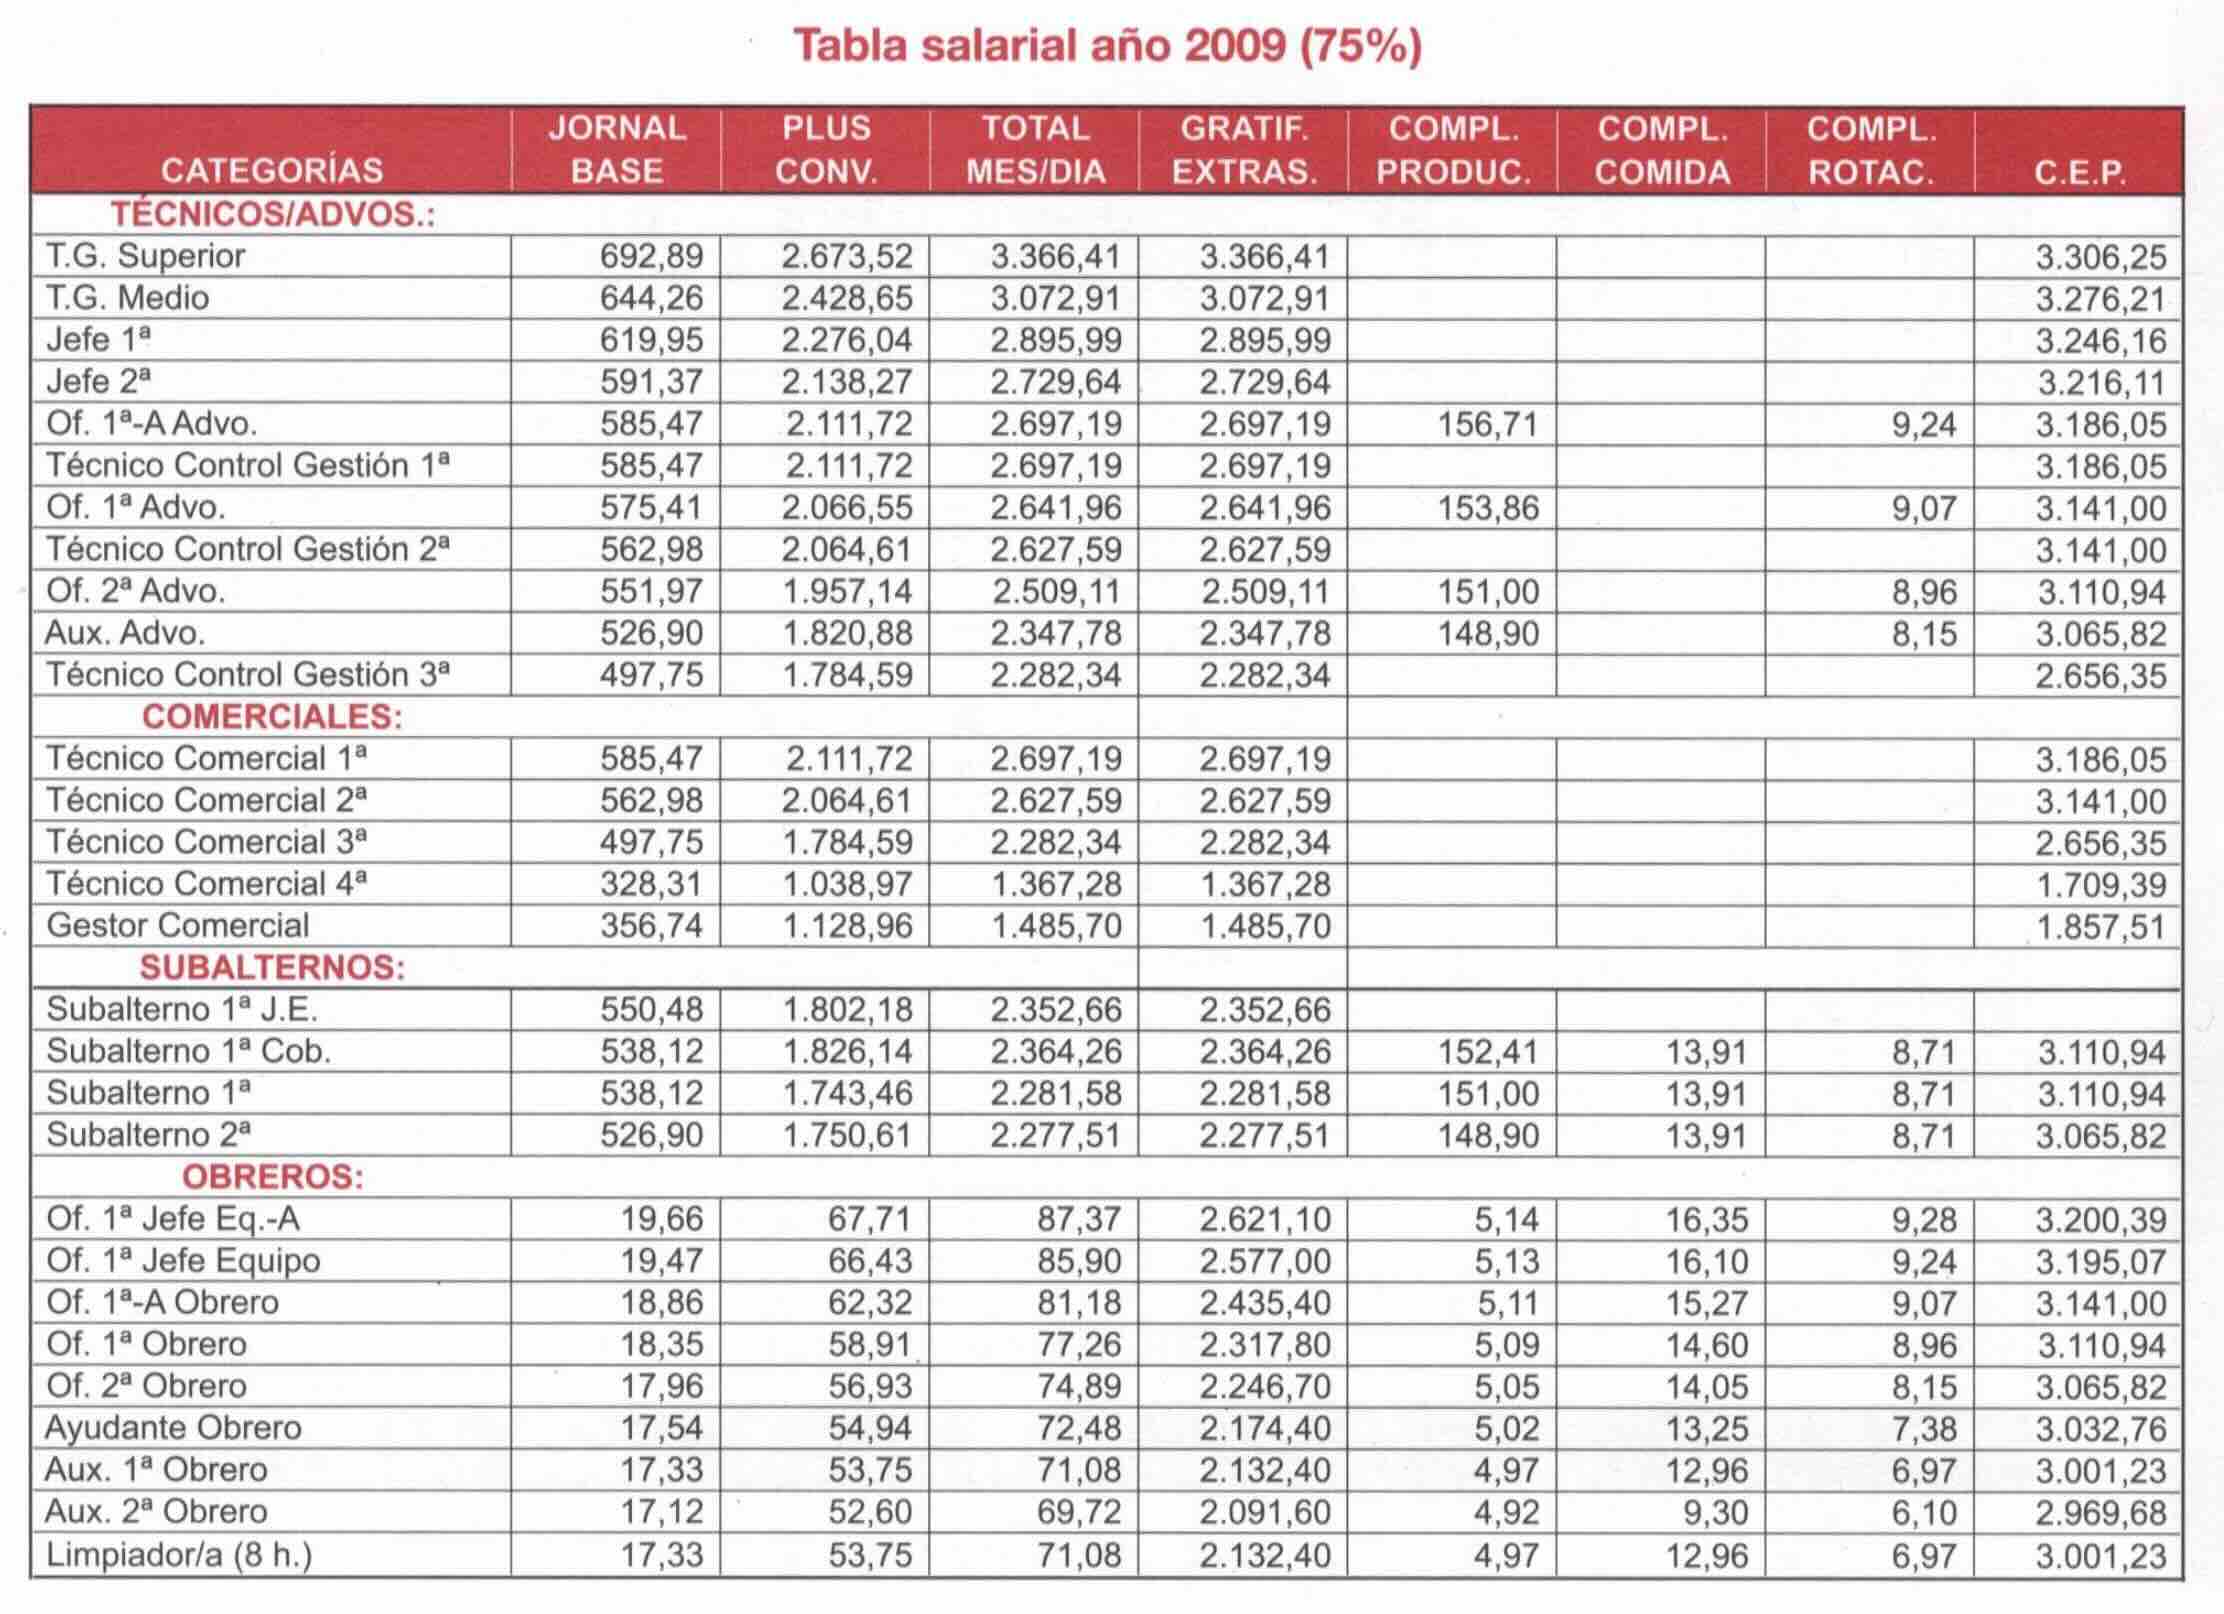 Tabla salarial año 2009 (75%)
CATEGORÍAS JORNAL BASE PLUS CONV. TOTAL MES/DIA GRATIF. EXTRAS. COMPL. PRODUC. COMPL. COMIDA COMPL. ROTAC. C.E.P.
TÉCNICOS/ADVOS.:
T.G. Superior 692,89 2.673,52 3.366,41 3.366,41 3.306,25
T.G. Medio 644,26 2.428,65 3.072,91 3.072,91 3.276,21
Jefe 1ª 619,95 2.276,04 2.895,99 2.895,99 3.246,16
Jefe 2ª 591,37 2.138,27 2.729,64 2.729,64 3.216,11
Of. 1ª-A Advo. 585,47 2.111,72 2.697,19 2.697,19 156,71 9,24 3.186,05
Técnico Control Gestión 1ª 585,47 2.111,72 2.697,19 2.697,19 3.186,05
Of. 1ª Advo. 575,41 2.066,55 2.641,96 2.641,96 153,86 9,07 3.141,00
Técnico Control Gestión 2ª 562,98 2.064,61 2.627,59 2.627,59 3.141,00
Of. 2ª Advo. 551,97 1.957,14 2.509,11 2.509,11 151,00 8,96 3.110,94
Aux. Advo. 526,90 1.820,88 2.347,78 2.347,78 148,90 8,15 3.065,82
Técnico Control Gestión 3ª 497,75 1.784,59 2.282,34 2.282,34 2.656,35
COMERCIALES:
Técnico Comercial 1ª 585,47 2.111,72 2.697,19 2.697,19 3.186,05
Técnico Comercial 2ª 562,98 2.064,61 2.627,59 2.627,59 3.141,00
Técnico Comercial 3ª 497,75 1.784,59 2.282,34 2.282,34 2.656,35
Técnico Comercial 4ª 328,31 1.038,97 1.367,28 1.367,28 1.709,39
Gestor Comercial 356,74 1.128,96 1.485,70 1.485,70 1.857,51
SUBALTERNOS:
Subalterno 1ª J.E. 550,48 1.802,18 2.352,66 2.352,66
Subalterno 1ª Cob. 538,12 1.826,14 2.364,26 2.364,26 152,41 13,91 8,71 3.110,94
Subalterno 1ª 538,12 1.743,46 2.281,58 2.281,58 151,00 13,91 8,71 3.110,94
Subalterno 2ª 526,90 1.750,61 2.277,51 2.277,51 148,90 13,91 8,71 3.065,82
OBREROS:
Of. 1ª Jefe Eq.-A 19,66 67,71 87,37 2.621,10 5,14 16,35 9,28 3.200,39
Of. 1ª Jefe Equipo 19,47 66,43 85,90 2.577,00 5,13 16,10 9,24 3.195,07
Of. 1ª-A Obrero 18,86 62,32 81,18 2.435,40 5,11 15,27 9,07 3.141,00
Of. 1ª Obrero 18,35 58,91 77,26 2.317,80 5,09 14,60 8,96 3.110,94
Of. 2ª Obrero 17,96 56,93 74,89 2.246,70 5,05 14,05 8,15 3.065,82
Ayudante Obrero 17,54 54,94 72,48 2.174,40 5,02 13,25 7,38 3.032,76
Aux. 1ª Obrero 17,33 53,75 71,08 2.132,40 4,97 12,96 6,97 3.001,23
Aux. 2ª Obrero 17,12 52,60 69,72 2.091,60 4,92 9,30 6,10 2.969,68
Limpiador/a (8 h.) 17,33 53,75 71,08 2.132,40 4,97 12,96 6,97 3.001,23